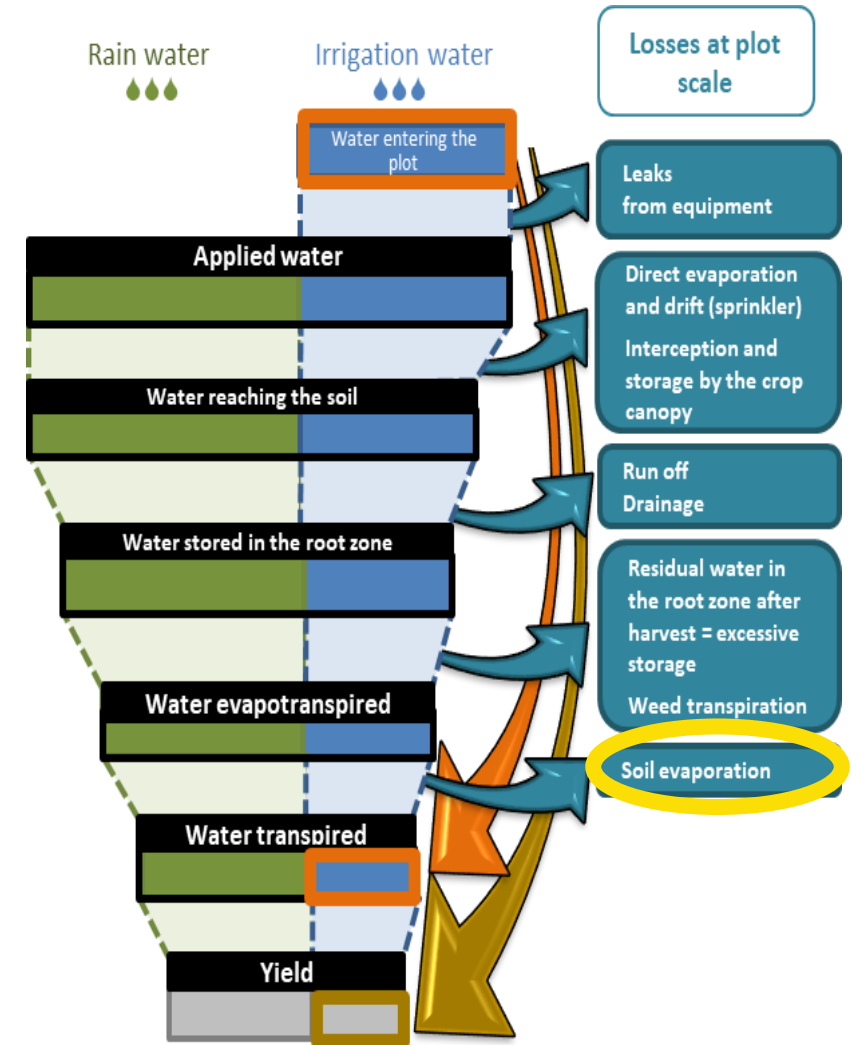 Rain water
Irrigation water
Losses at plot
scale
Water entering the
plot
Leaks
from equipment
Applied water
Direct evaporation
and drift (sprinkler)
Interception and
storage by the crop
canopy
Water reaching the soil
Run off
Drainage
Water stored in the root zone
Residual water in
the root zone after
harvest = excessive
storage
Weed transpiration
Water evapotranspired
Soil evaporation
Water transpired
Yield